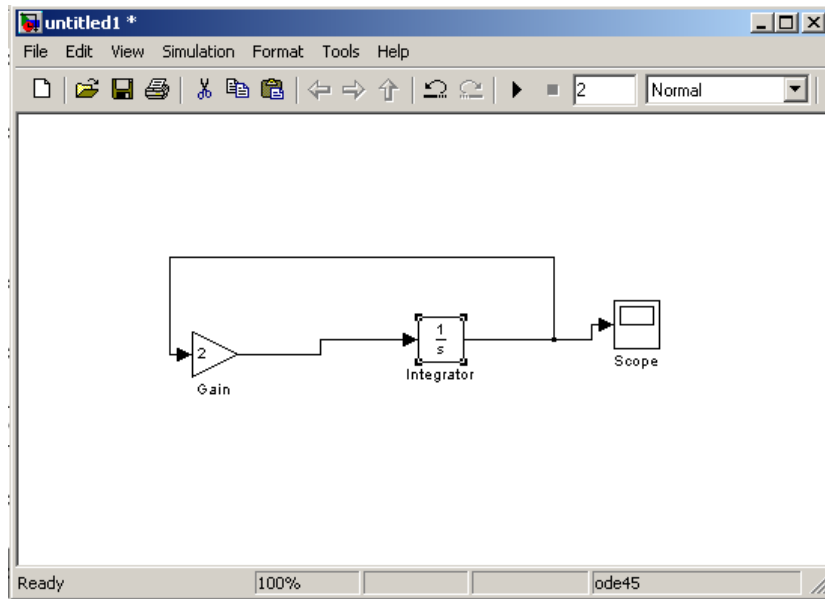 untitled1 *
File Edit View Simulation Format Tools Help
2 Normal
1
s
2
Integrator
Scope
Gain
Ready 100% ode45